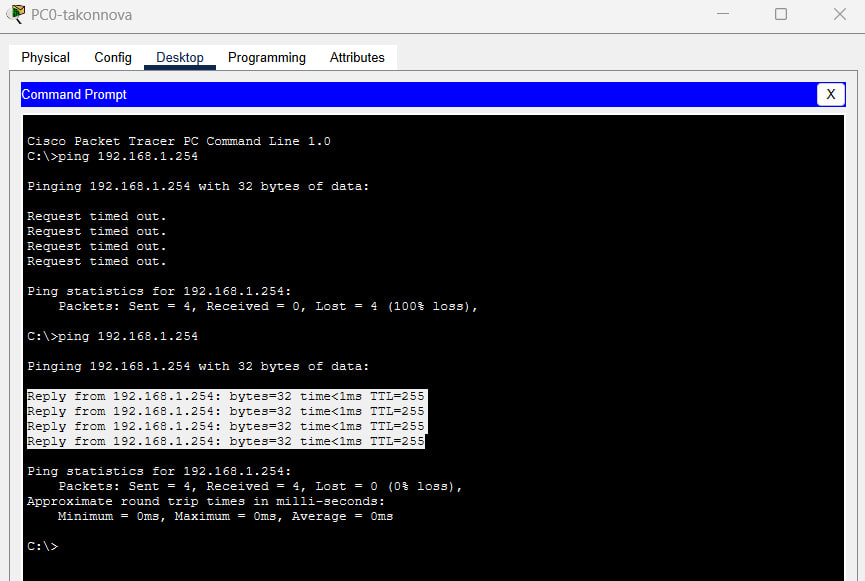 PC0-takonnova
Physical Config Desktop Programming Attributes
Command Prompt X
Cisco Packet Tracer PC Command Line 1.0
C:\>ping 192.168.1.254
Pinging 192.168.1.254 with 32 bytes of data:
Request timed out.
Request timed out.
Request timed out.
Request timed out.
Ping statistics for 192.168.1.254:
Packets: Sent = 4, Received = 0, Lost = 4 (100% loss),
C:\>ping 192.168.1.254
Pinging 192.168.1.254 with 32 bytes of data:
Reply from 192.168.1.254: bytes=32 time<1ms TTL=255
Reply from 192.168.1.254: bytes=32 time<1ms TTL=255
Reply from 192.168.1.254: bytes=32 time<1ms TTL=255
Reply from 192.168.1.254: bytes=32 time<1ms TTL=255
Ping statistics for 192.168.1.254:
Packets: Sent = 4, Received = 4, Lost = 0 (0% loss),
Approximate round trip times in milli-seconds:
Minimum = 0ms, Maximum = 0ms, Average = 0ms
C:\>